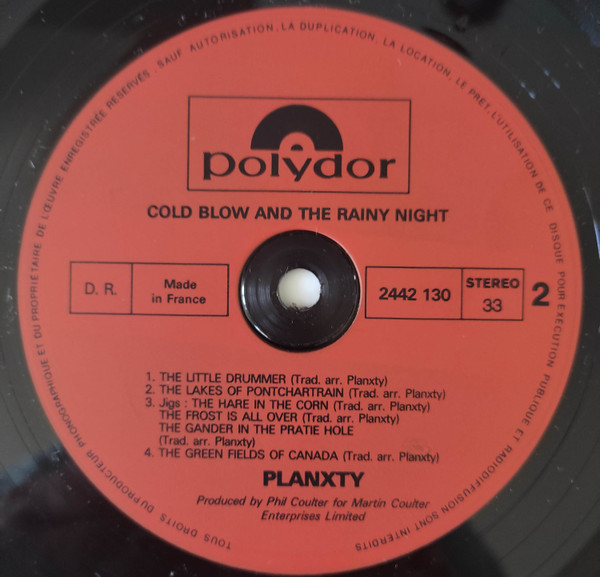 TOUS DROITS DU PRODUCTEUR PHONOGRAPHIQUE ET DU PROPRIÉTAIRE DE L'ŒUVRE ENREGISTRÉE RÉSERVÉS. SAUF AUTORISATION, LA DUPLICATION, LA LOCATION, LE PRÊT, L'UTILISATION DE CE DISQUE POUR EXÉCUTION PUBLIQUE ET RADIODIFFUSION SONT INTERDITS
polydor
COLD BLOW AND THE RAINY NIGHT
D. R.
Made
in France
2442 130
STEREO
33
2
1. THE LITTLE DRUMMER (Trad. arr. Planxty)
2. THE LAKES OF PONTCHARTRAIN (Trad. arr. Planxty)
3. Jigs : THE HARE IN THE CORN (Trad. arr. Planxty)
THE FROST IS ALL OVER (Trad. arr. Planxty)
THE GANDER IN THE PRATIE HOLE
(Trad. arr. Planxty)
4. THE GREEN FIELDS OF CANADA (Trad. arr. Planxty)
PLANXTY
Produced by Phil Coulter for Martin Coulter
Enterprises Limited